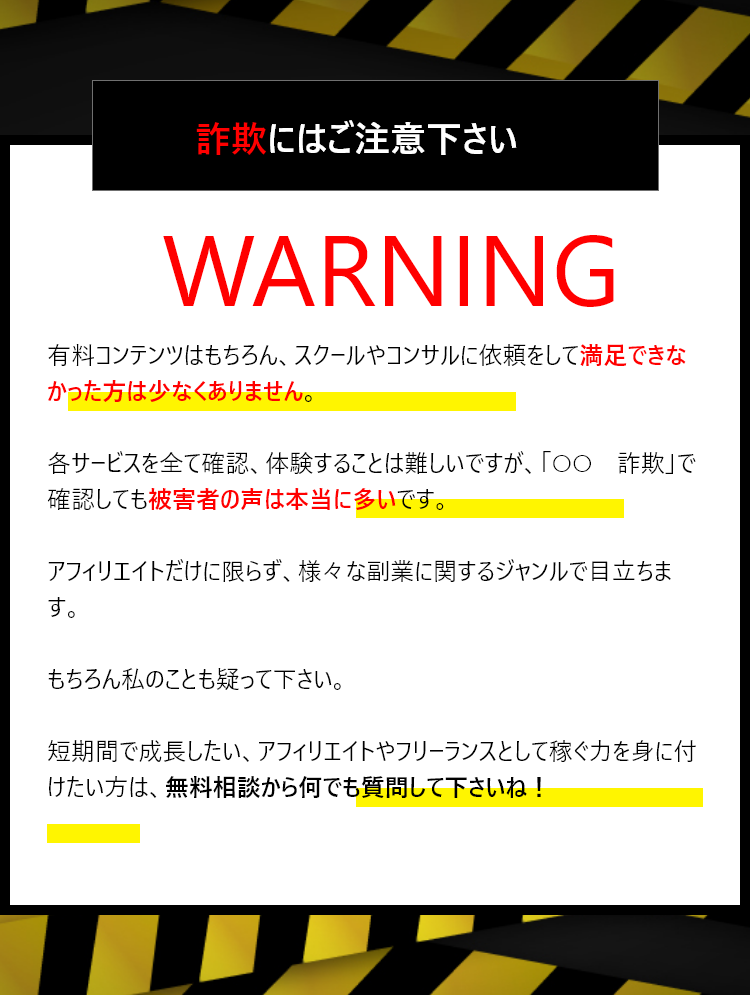 詐欺にはご注意下さい
WARNING
有料コンテンツはもちろん、スクールやコンサルに依頼をして満足できな
かった方は少なくありません。
各サービスを全て確認、体験することは難しいですが、「〇〇　詐欺」で
確認しても被害者の声は本当に多いです。
アフィリエイトだけに限らず、様々な副業に関するジャンルで目立ちま
す。
もちろん私のことも疑って下さい。
短期間で成長したい、アフィリエイトやフリーランスとして稼ぐ力を身に付
けたい方は、無料相談から何でも質問して下さいね！